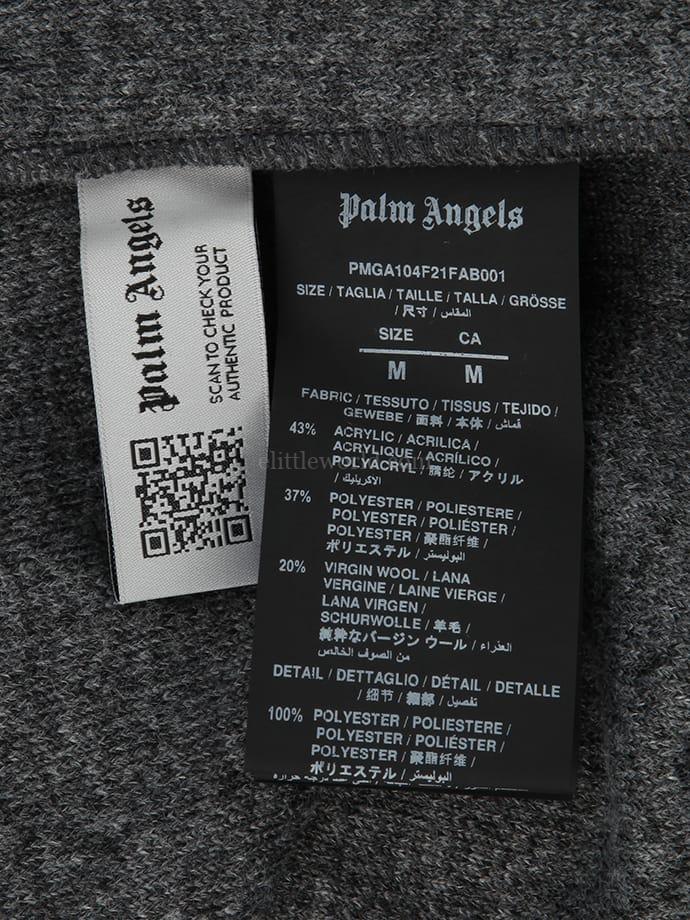 Palm Angels
SCAN TO CHECK YOUR
AUTHENTIC PRODUCT
Palm Angels
PMGA104F21FAB001
SIZE / TAGLIA / TAILLE / TALLA / GRÖSSE
/ 尺寸 / المقاس
SIZE CA
M M
FABRIC / TESSUTO / TISSUS / TEJIDO /
GEWEBE / 面料 / 本体 / قماش
43% ACRYLIC / ACRILICA /
ACRYLIQUE / ACRÍLICO /
POLYACRYL / 腈纶 / アクリル
/ الاكريليك
37% POLYESTER / POLIESTERE /
POLYESTER / POLIÉSTER /
POLYESTER / 聚酯纤维 /
ポリエステル / البوليستر
20% VIRGIN WOOL / LANA
VERGINE / LAINE VIERGE /
LANA VIRGEN /
SCHURWOLLE / 羊毛 /
純粋なバージン ウール / العذراء
من الصوف الخالص
DETAIL / DETTAGLIO / DÉTAIL / DETALLE
/ 细节 / 細部 / تفصيل
100% POLYESTER / POLIESTERE /
POLYESTER / POLIÉSTER /
POLYESTER / 聚酯纤维 /
ポリエステル / البوليستر